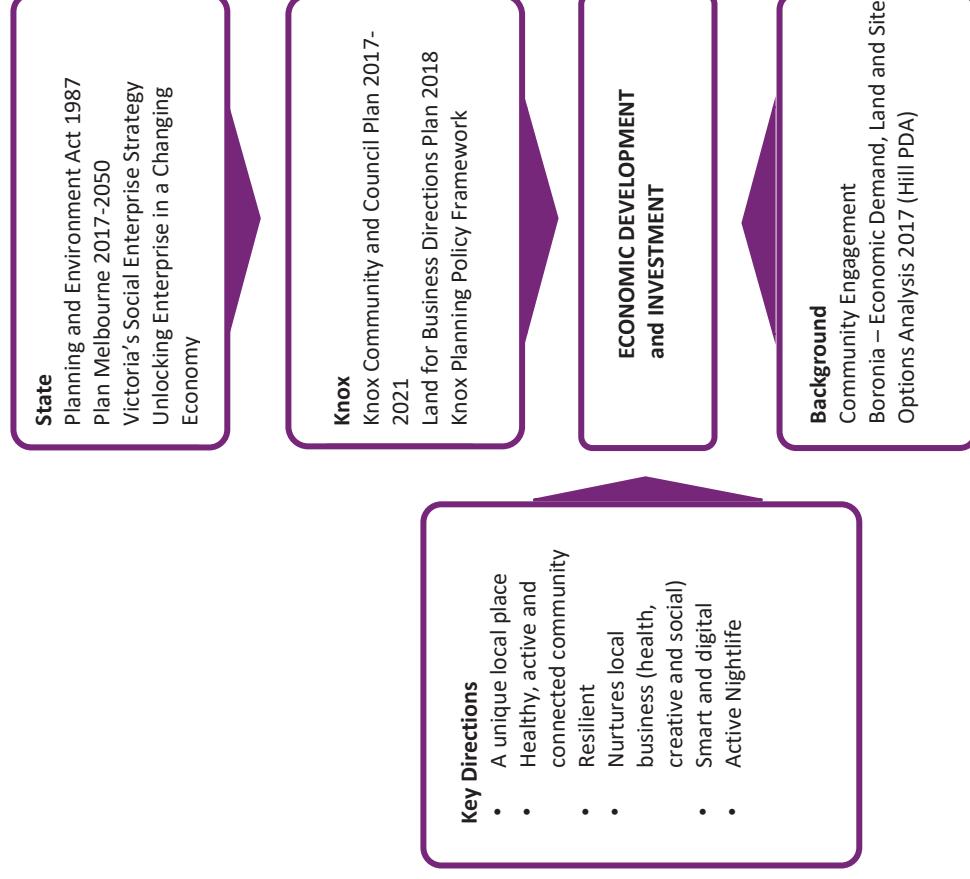 State
Planning and Environment Act 1987
Plan Melbourne 2017-2050
Victoria’s Social Enterprise Strategy
Unlocking Enterprise in a Changing
Economy
Knox
Knox Community and Council Plan 2017-
2021
Land for Business Directions Plan 2018
Knox Planning Policy Framework
Key Directions
• A unique local place
• Healthy, active and
connected community
• Resilient
• Nurtures local
business (health,
creative and social)
• Smart and digital
• Active Nightlife
ECONOMIC DEVELOPMENT
and INVESTMENT
Background
Community Engagement
Boronia – Economic Demand, Land and Site
Options Analysis 2017 (Hill PDA)